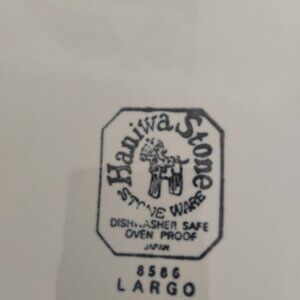 Haniwa Stone
STONE WARE
DISHWASHER SAFE
OVEN PROOF
JAPAN
8586
LARGO